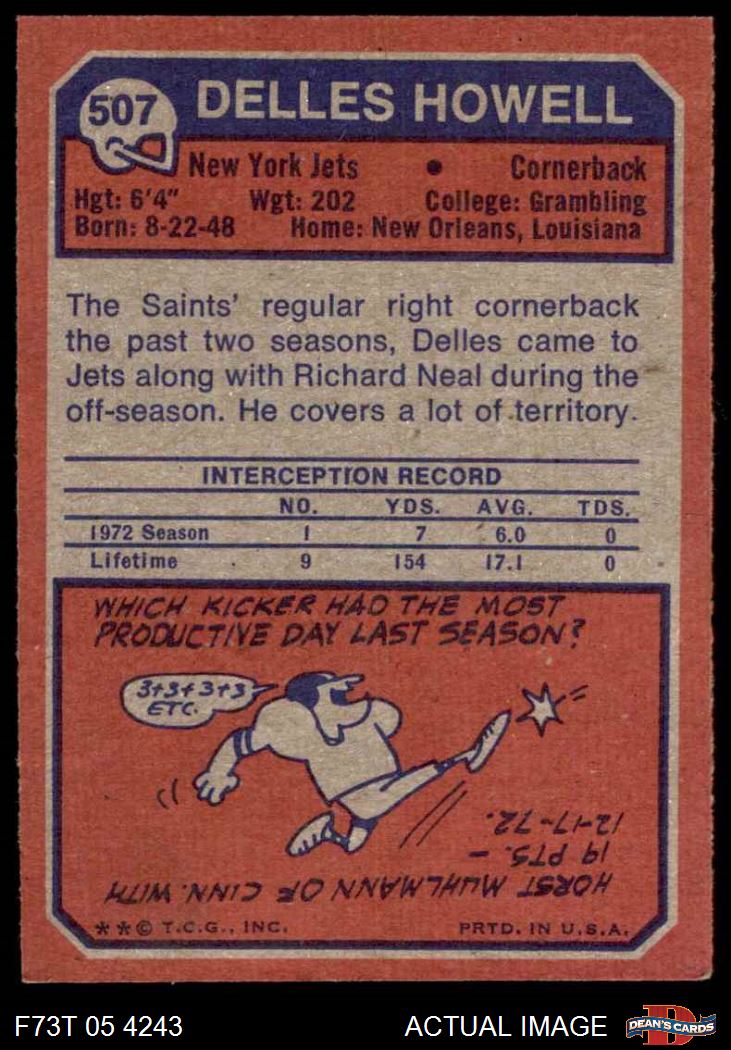 507 DELLES HOWELL
New York Jets • Cornerback
Hgt: 6'4" Wgt: 202 College: Grambling
Born: 8-22-48 Home: New Orleans, Louisiana
The Saints' regular right cornerback
the past two seasons, Delles came to
Jets along with Richard Neal during the
off-season. He covers a lot of territory.
INTERCEPTION RECORD
NO. YDS. AVG. TDS.
1972 Season 1 7 6.0 0
Lifetime 9 154 17.1 0
WHICH KICKER HAD THE MOST
PRODUCTIVE DAY LAST SEASON?
3+3+3+3
ETC.
HORST MUHLMANN OF CINN. WITH
19 PTS. –
12-17-72.
**© T.C.G., INC. PRTD. IN U.S.A.
F73T 05 4243 ACTUAL IMAGE D DEAN'S CARDS